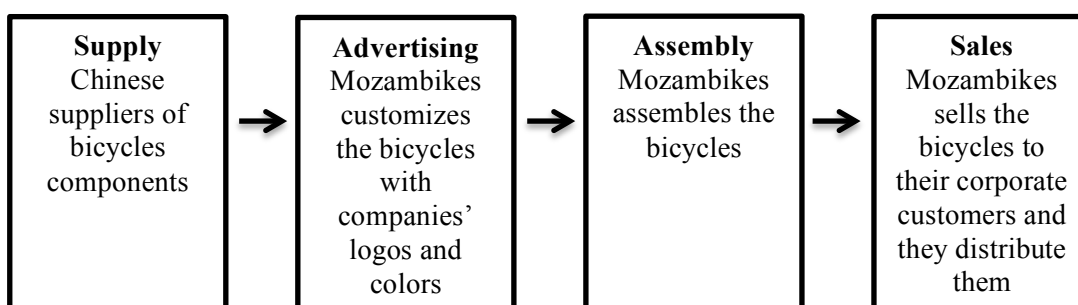 Supply
Chinese
suppliers of
bicycles
components
Advertising
Mozambikes
customizes
the bicycles
with
companies’
logos and
colors
Assembly
Mozambikes
assembles the
bicycles
Sales
Mozambikes
sells the
bicycles to
their corporate
customers and
they distribute
them